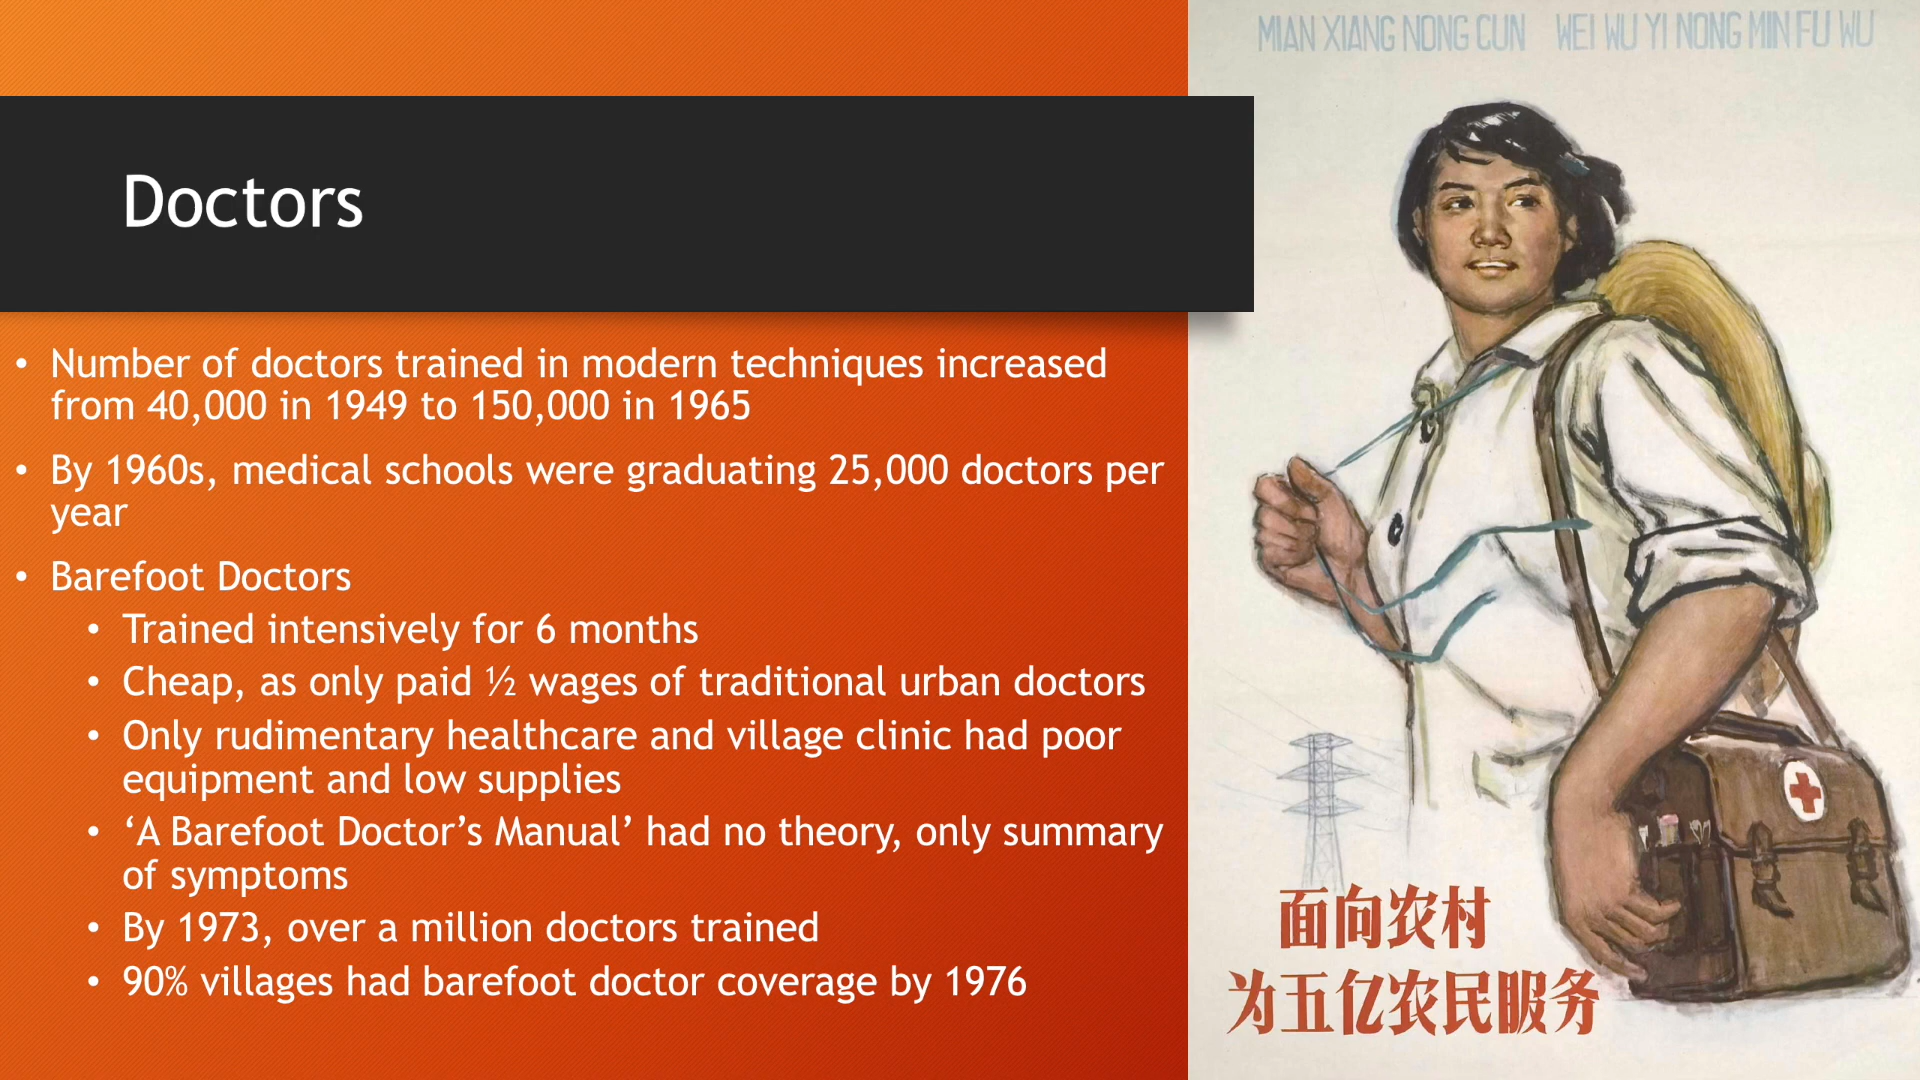 MIAN XIANG NONG CUN WEI WU YI NONG MIN FU WU
Doctors
• Number of doctors trained in modern techniques increased
from 40,000 in 1949 to 150,000 in 1965
• By 1960s, medical schools were graduating 25,000 doctors per
year
• Barefoot Doctors
• Trained intensively for 6 months
• Cheap, as only paid ½ wages of traditional urban doctors
• Only rudimentary healthcare and village clinic had poor
equipment and low supplies
• ‘A Barefoot Doctor’s Manual’ had no theory, only summary
of symptoms
• By 1973, over a million doctors trained
• 90% villages had barefoot doctor coverage by 1976
面向农村
为五亿农民服务